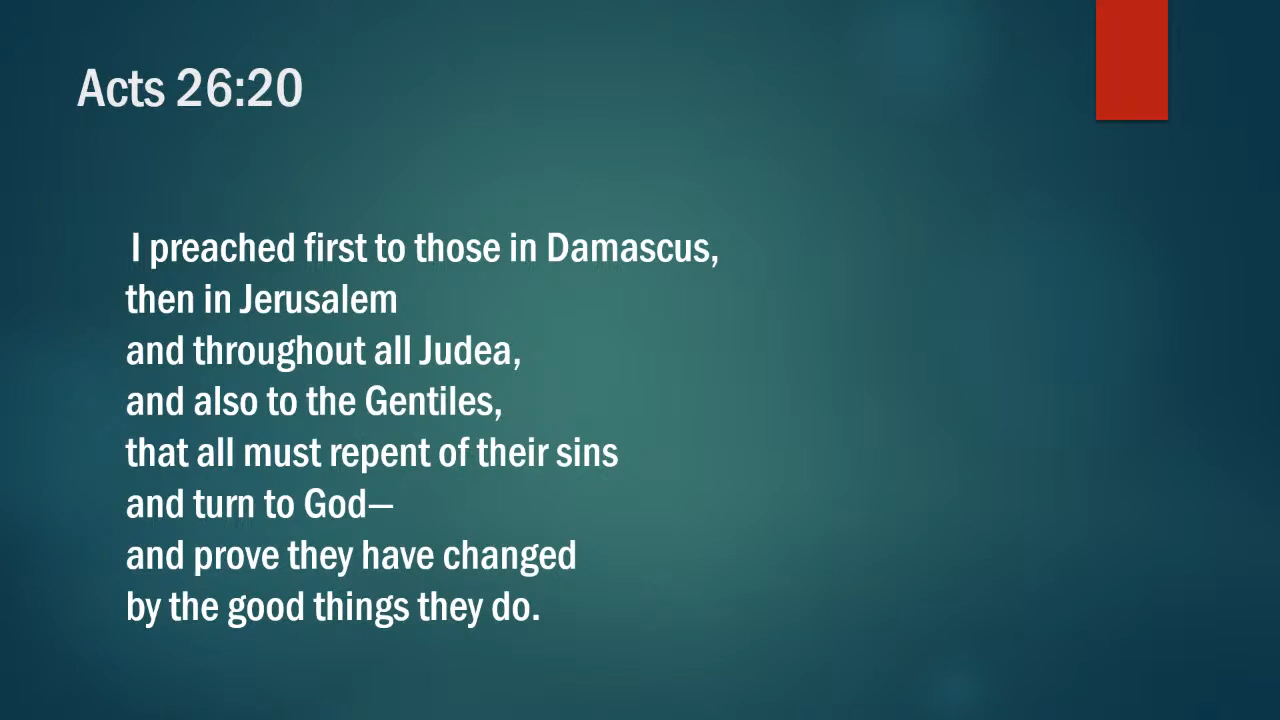 Acts 26:20
I preached first to those in Damascus,
then in Jerusalem
and throughout all Judea,
and also to the Gentiles,
that all must repent of their sins
and turn to God—
and prove they have changed
by the good things they do.